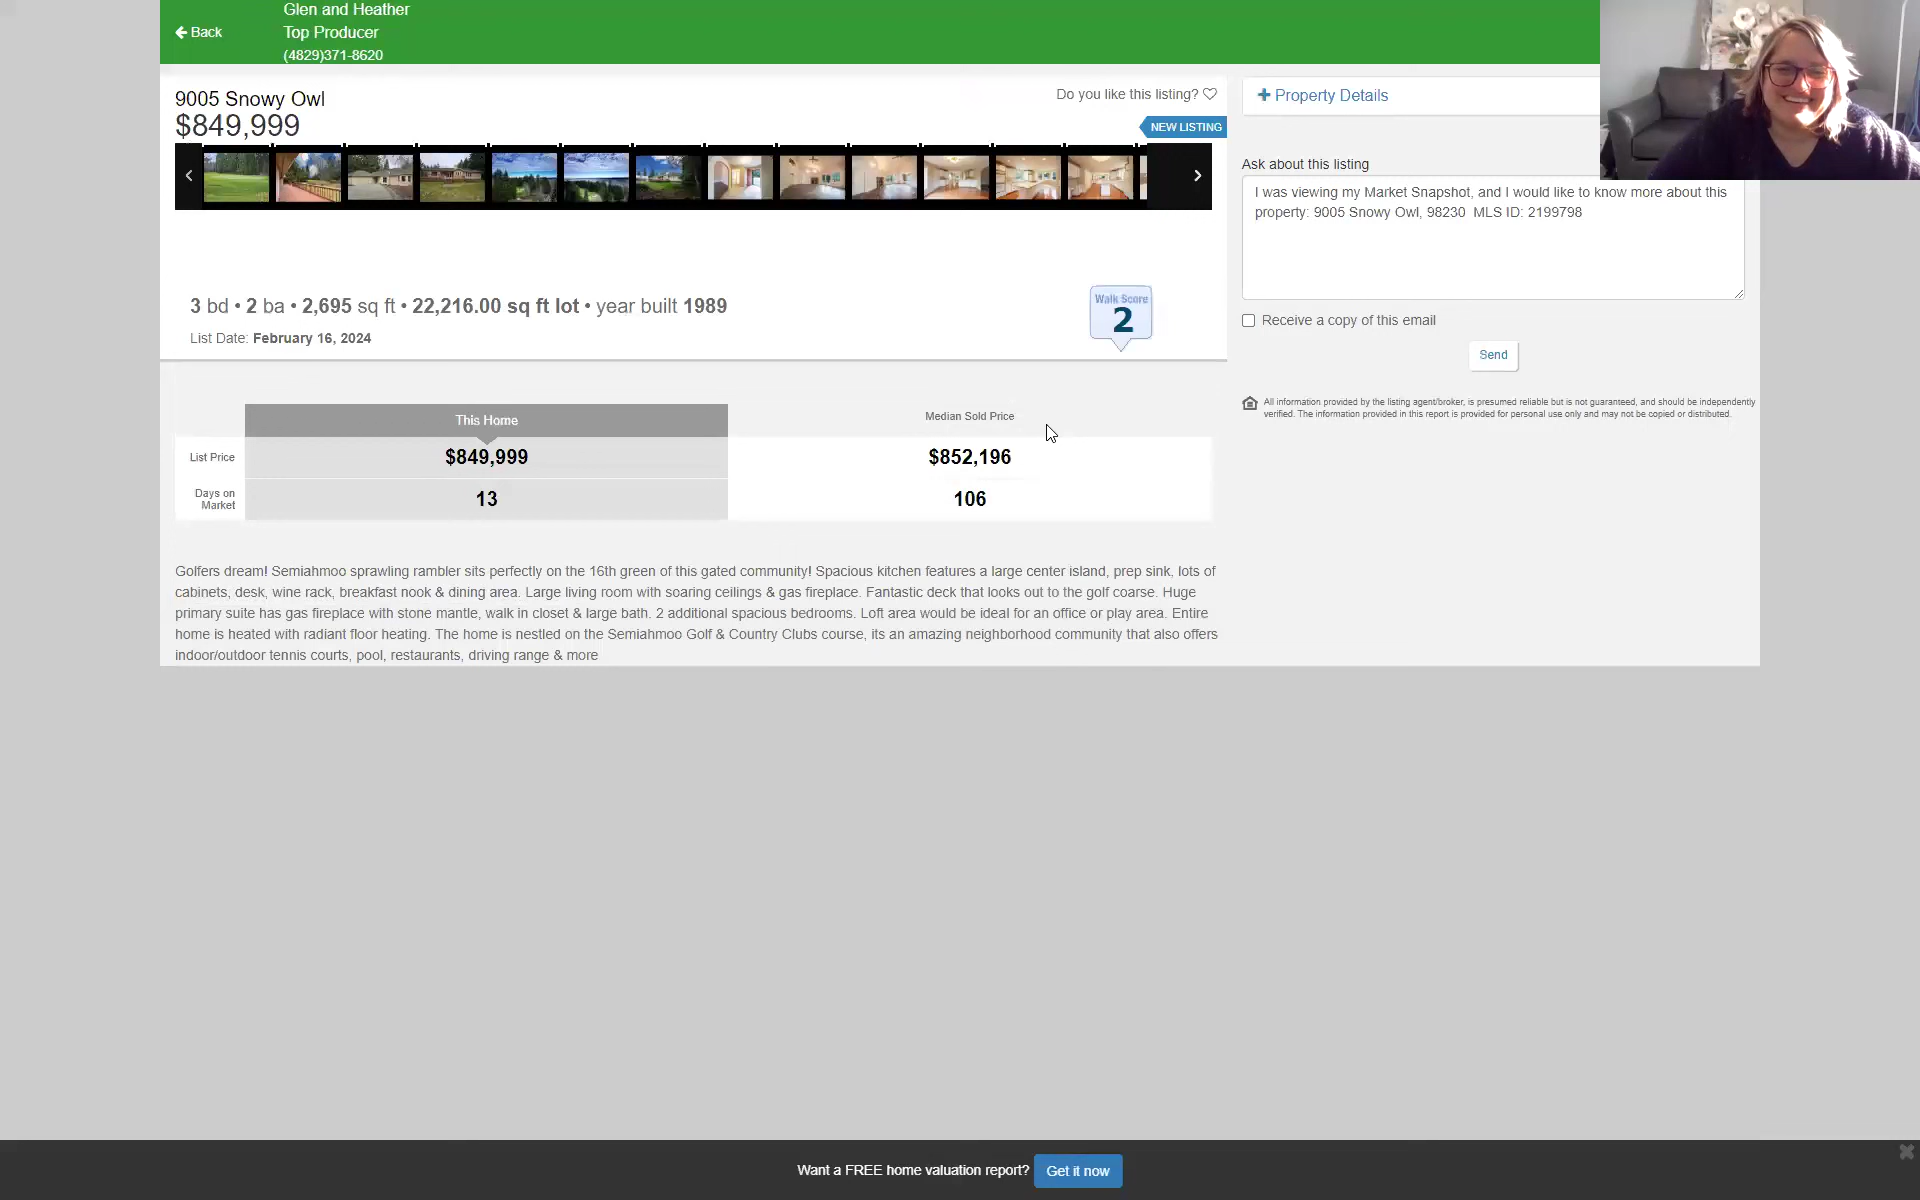 Back
Glen and Heather
Top Producer
(4829)371-8620
9005 Snowy Owl
$849,999
Do you like this listing?
NEW LISTING
3 bd • 2 ba • 2,695 sq ft • 22,216.00 sq ft lot • year built 1989
List Date: February 16, 2024
Walk Score
2
This Home
Median Sold Price
List Price
$849,999
$852,196
Days on
Market
13
106
Golfers dream! Semiahmoo sprawling rambler sits perfectly on the 16th green of this gated community! Spacious kitchen features a large center island, prep sink, lots of
cabinets, desk, wine rack, breakfast nook & dining area. Large living room with soaring ceilings & gas fireplace. Fantastic deck that looks out to the golf coarse. Huge
primary suite has gas fireplace with stone mantle, walk in closet & large bath. 2 additional spacious bedrooms. Loft area would be ideal for an office or play area. Entire
home is heated with radiant floor heating. The home is nestled on the Semiahmoo Golf & Country Clubs course, its an amazing neighborhood community that also offers
indoor/outdoor tennis courts, pool, restaurants, driving range & more
+ Property Details
Ask about this listing
I was viewing my Market Snapshot, and I would like to know more about this
property: 9005 Snowy Owl, 98230 MLS ID: 2199798
Receive a copy of this email
Send
All information provided by the listing agent/broker, is presumed reliable but is not guaranteed, and should be independently
verified. The information provided in this report is provided for personal use only and may not be copied or distributed.
Want a FREE home valuation report?
Get it now